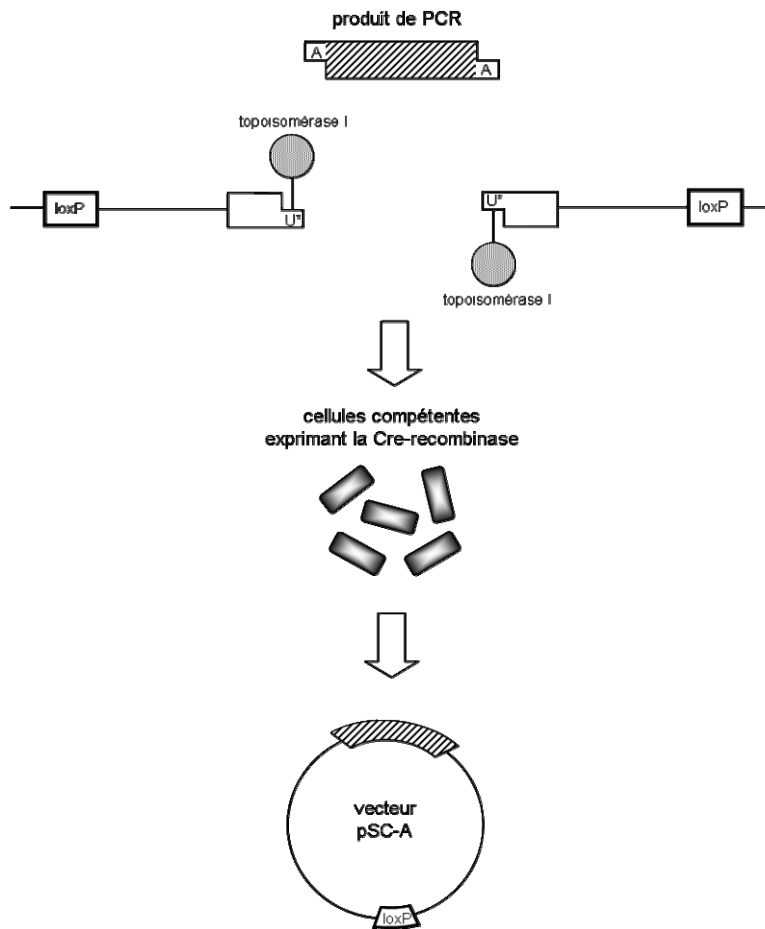 produit de PCR
A
A
topoisomérase I
loxP
U*
U*
loxP
topoisomérase I
cellules compétentes
exprimant la Cre-recombinase
vecteur
pSC-A
loxP